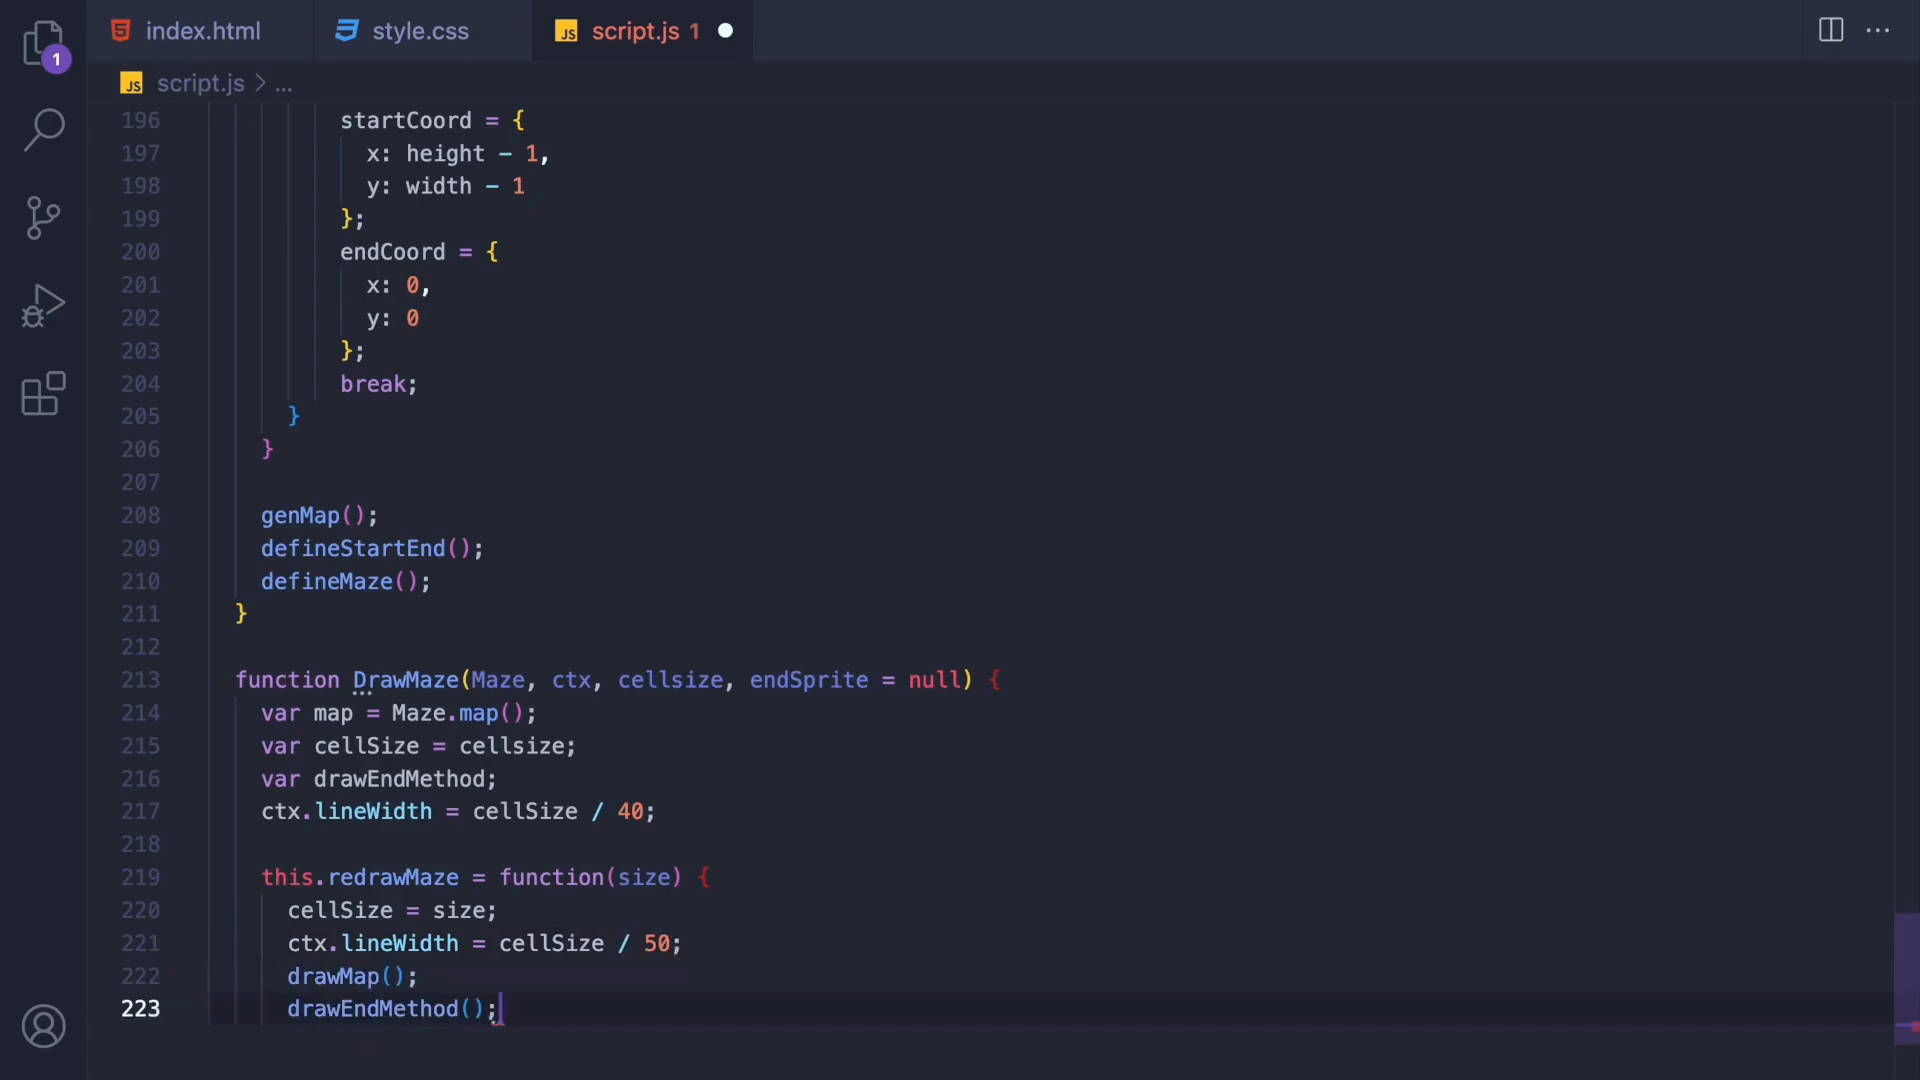 index.html
style.css
script.js 1
1
script.js > ...
196 startCoord = {
197 x: height - 1,
198 y: width - 1
199 };
200 endCoord = {
201 x: 0,
202 y: 0
203 };
204 break;
205 }
206 }
207
208 genMap();
209 defineStartEnd();
210 defineMaze();
211 }
212
213 function DrawMaze(Maze, ctx, cellsize, endSprite = null) {
214 var map = Maze.map();
215 var cellSize = cellsize;
216 var drawEndMethod;
217 ctx.lineWidth = cellSize / 40;
218
219 this.redrawMaze = function(size) {
220 cellSize = size;
221 ctx.lineWidth = cellSize / 50;
222 drawMap();
223 drawEndMethod();